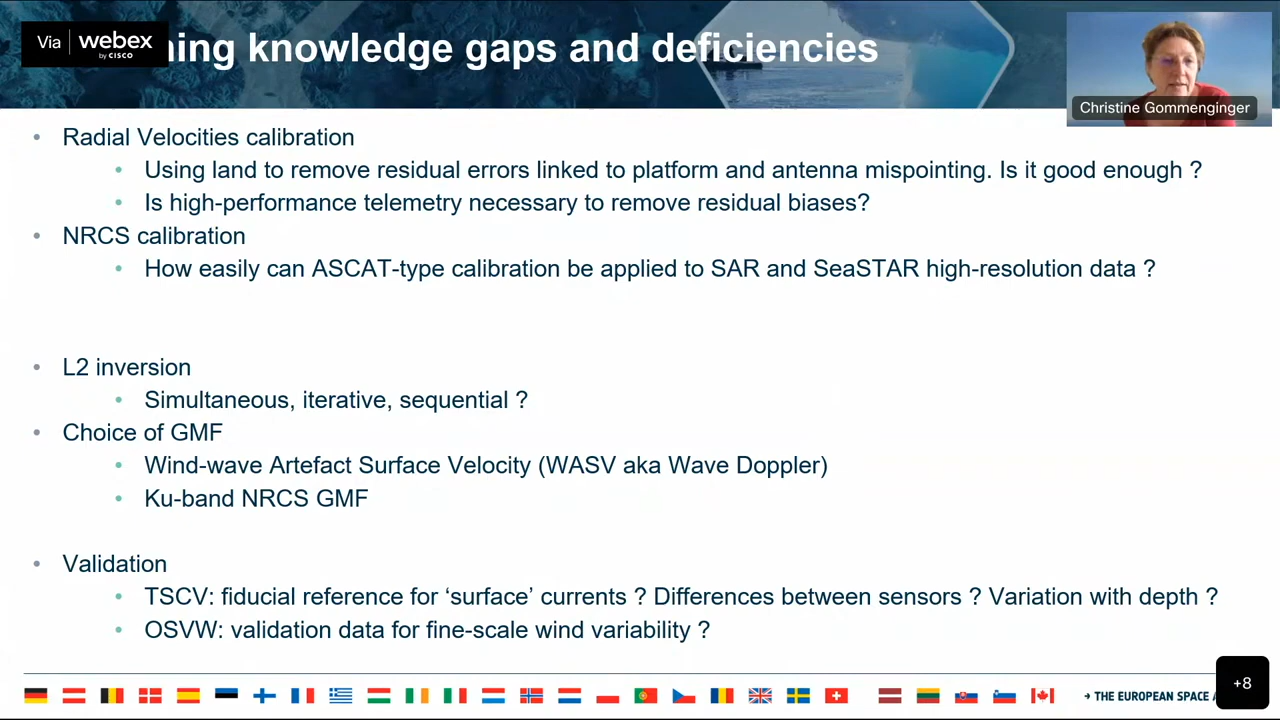 Via webex
by CISCO
ning knowledge gaps and deficiencies
Christine Gommenginger
• Radial Velocities calibration
• Using land to remove residual errors linked to platform and antenna mispointing. Is it good enough ?
• Is high-performance telemetry necessary to remove residual biases?
• NRCS calibration
• How easily can ASCAT-type calibration be applied to SAR and SeaSTAR high-resolution data ?
• L2 inversion
• Simultaneous, iterative, sequential ?
• Choice of GMF
• Wind-wave Artefact Surface Velocity (WASV aka Wave Doppler)
• Ku-band NRCS GMF
• Validation
• TSCV: fiducial reference for ‘surface’ currents ? Differences between sensors ? Variation with depth ?
• OSVW: validation data for fine-scale wind variability ?
→ THE EUROPEAN SPACE
+8